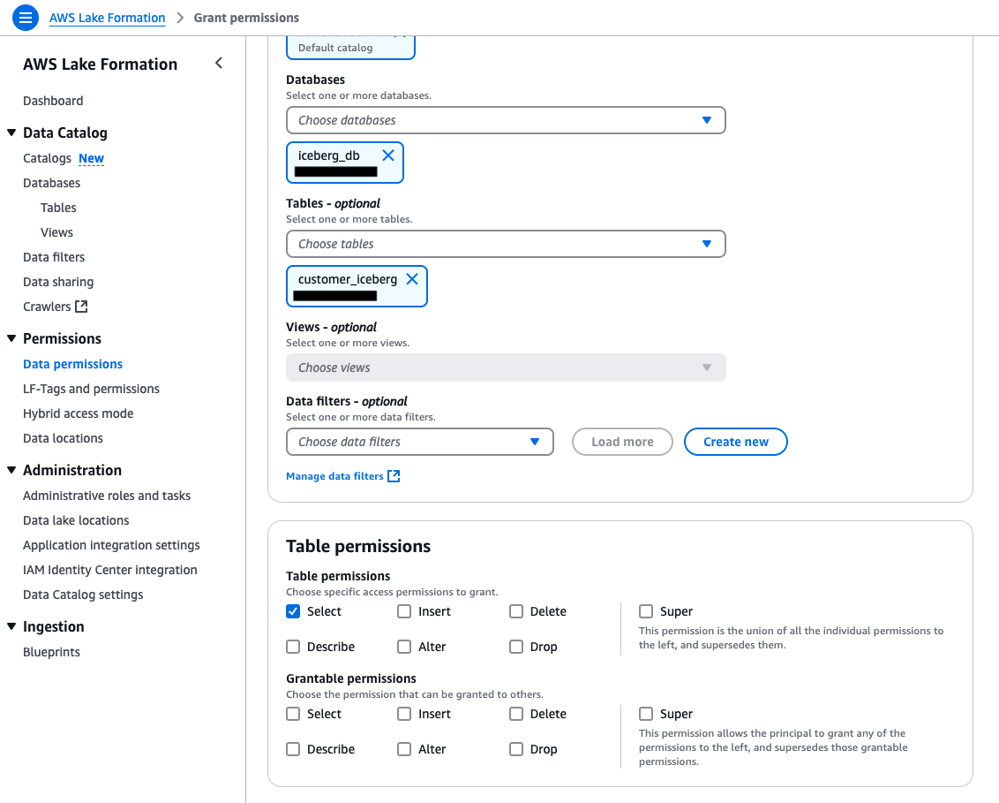 AWS Lake Formation > Grant permissions
AWS Lake Formation
Dashboard
Data Catalog
Catalogs New
Databases
Tables
Views
Data filters
Data sharing
Crawlers
Permissions
Data permissions
LF-Tags and permissions
Hybrid access mode
Data locations
Administration
Administrative roles and tasks
Data lake locations
Application integration settings
IAM Identity Center integration
Data Catalog settings
Ingestion
Blueprints
Default catalog
Databases
Select one or more databases.
Choose databases
iceberg_db
Tables - optional
Select one or more tables.
Choose tables
customer_iceberg
Views - optional
Select one or more views.
Choose views
Data filters - optional
Select one or more data filters.
Choose data filters
Load more
Create new
Manage data filters
Table permissions
Table permissions
Choose specific access permissions to grant.
Select Insert Delete
Describe Alter Drop
Super
This permission is the union of all the individual permissions to
the left, and supersedes them.
Grantable permissions
Choose the permission that can be granted to others.
Select Insert Delete
Describe Alter Drop
Super
This permission allows the principal to grant any of the
permissions to the left, and supersedes those grantable
permissions.